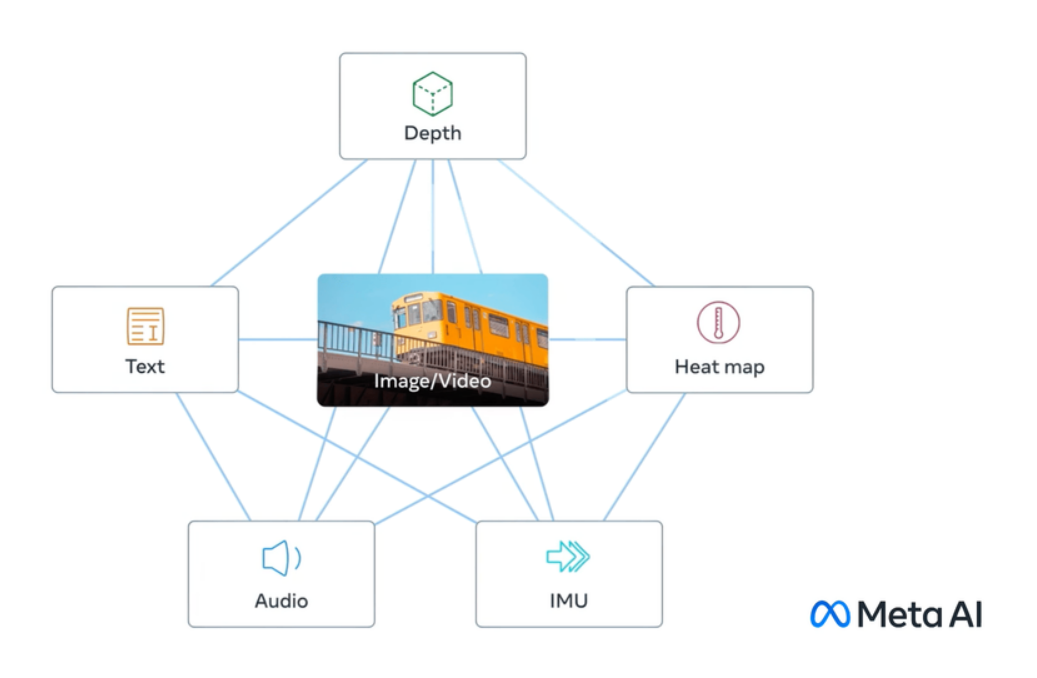 Depth
Text
Image/Video
Heat map
Audio
IMU
Meta AI